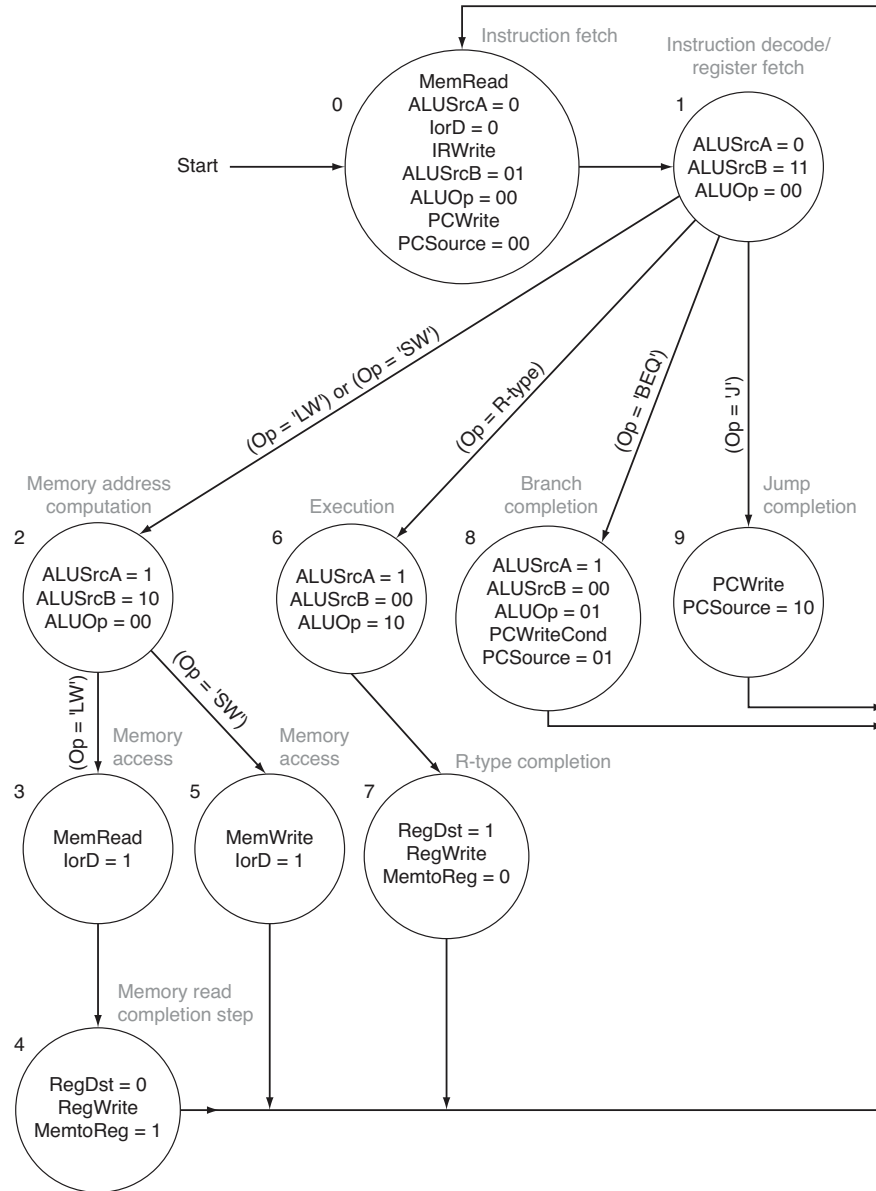 Instruction fetch
Instruction decode/
register fetch
0
MemRead
ALUSrcA = 0
IorD = 0
IRWrite
ALUSrcB = 01
ALUOp = 00
PCWrite
PCSource = 00
1
ALUSrcA = 0
ALUSrcB = 11
ALUOp = 00
Start
(Op = 'LW') or (Op = 'SW')
(Op = R-type)
(Op = 'BEQ')
(Op = 'J')
Memory address
computation
2
ALUSrcA = 1
ALUSrcB = 10
ALUOp = 00
Execution
6
ALUSrcA = 1
ALUSrcB = 00
ALUOp = 10
Branch
completion
8
ALUSrcA = 1
ALUSrcB = 00
ALUOp = 01
PCWriteCond
PCSource = 01
Jump
completion
9
PCWrite
PCSource = 10
(Op = 'LW')
(Op = 'SW')
Memory
access
3
MemRead
IorD = 1
Memory
access
5
MemWrite
IorD = 1
R-type completion
7
RegDst = 1
RegWrite
MemtoReg = 0
Memory read
completion step
4
RegDst = 0
RegWrite
MemtoReg = 1